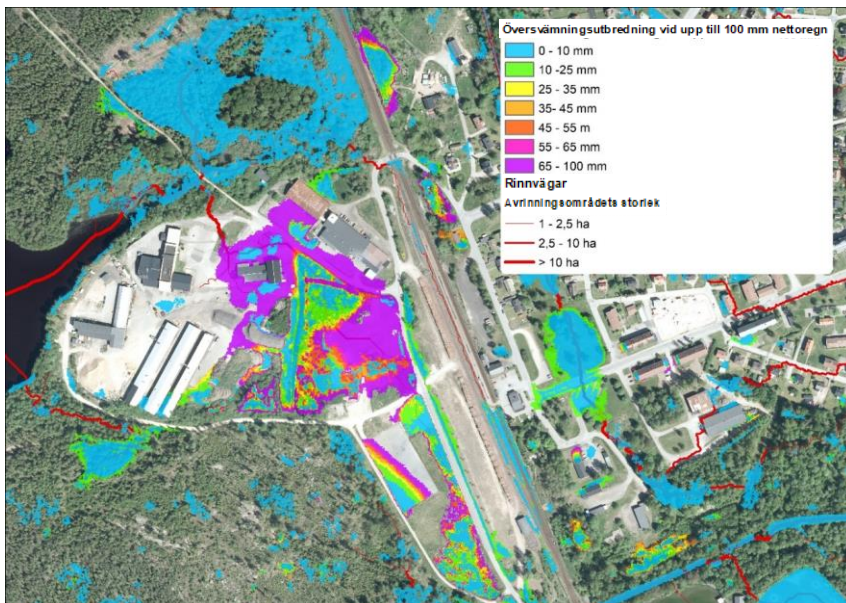 Översvämningsutbredning vid upp till 100 mm nettoregn
0 - 10 mm
10 -25 mm
25 - 35 mm
35- 45 mm
45 - 55 m
55 - 65 mm
65 - 100 mm
Rinnvägar
Avrinningsområdets storlek
1 - 2,5 ha
2,5 - 10 ha
> 10 ha